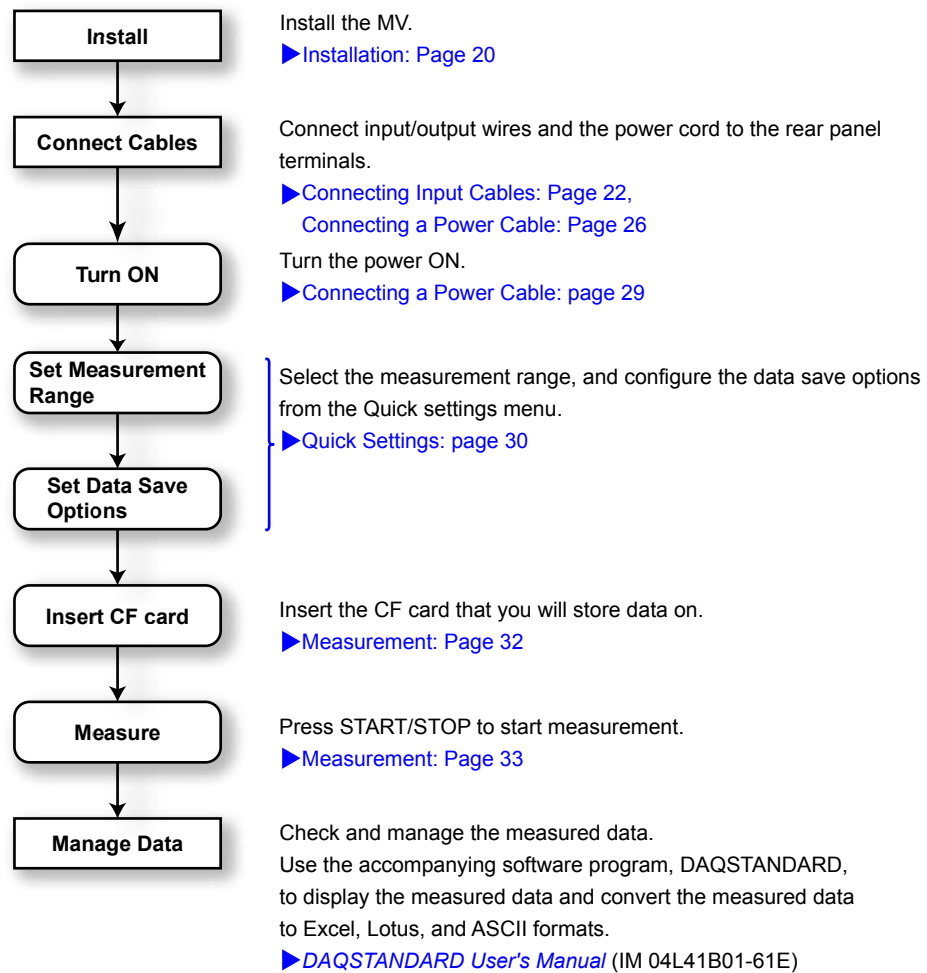 Install
Install the MV.
▶Installation: Page 20
Connect Cables
Connect input/output wires and the power cord to the rear panel
terminals.
▶Connecting Input Cables: Page 22,
Connecting a Power Cable: Page 26
Turn ON
Turn the power ON.
▶Connecting a Power Cable: page 29
Set Measurement
Range
Select the measurement range, and configure the data save options
from the Quick settings menu.
▶Quick Settings: page 30
Set Data Save
Options
Insert CF card
Insert the CF card that you will store data on.
▶Measurement: Page 32
Measure
Press START/STOP to start measurement.
▶Measurement: Page 33
Manage Data
Check and manage the measured data.
Use the accompanying software program, DAQSTANDARD,
to display the measured data and convert the measured data
to Excel, Lotus, and ASCII formats.
▶DAQSTANDARD User's Manual (IM 04L41B01-61E)